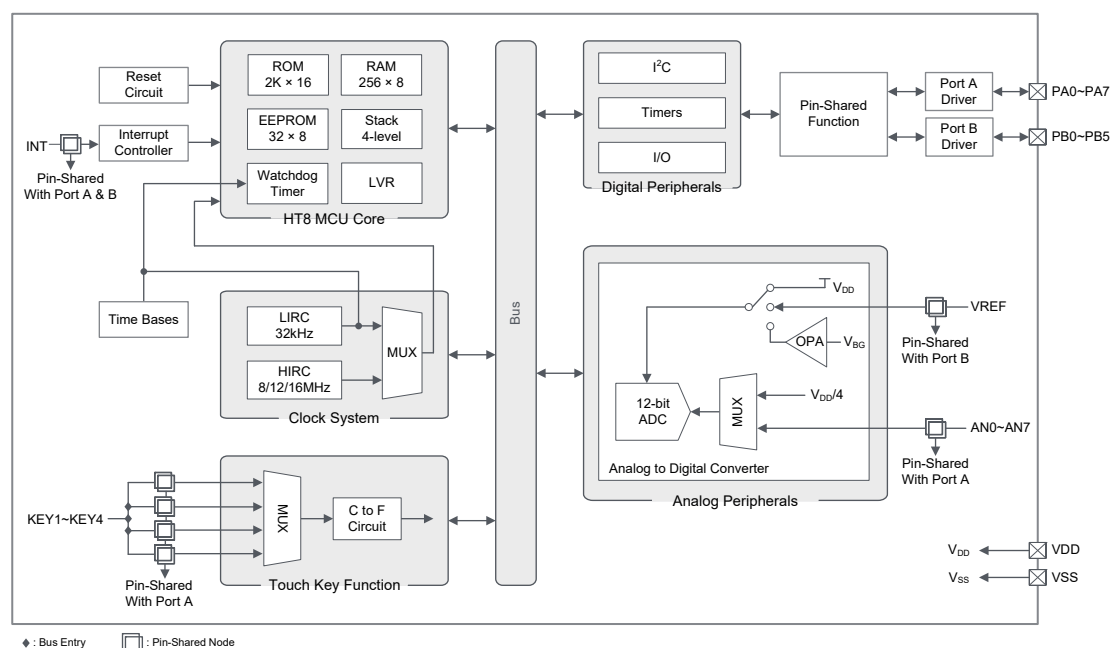 ROM
2K × 16
RAM
256 × 8
EEPROM
32 × 8
Stack
4-level
Watchdog
Timer
LVR
HT8 MCU Core
Reset
Circuit
INT
Interrupt
Controller
Pin-Shared
With Port A & B
Time Bases
LIRC
32kHz
HIRC
8/12/16MHz
MUX
Clock System
KEY1~KEY4
Pin-Shared
With Port A
MUX
C to F
Circuit
Touch Key Function
Bus
I²C
Timers
I/O
Digital Peripherals
Pin-Shared
Function
Port A
Driver
PA0~PA7
Port B
Driver
PB0~PB5
VDD
VREF
Pin-Shared
With Port B
OPA
VBG
12-bit
ADC
MUX
VDD/4
AN0~AN7
Pin-Shared
With Port A
Analog to Digital Converter
Analog Peripherals
VDD
VDD
VSS
VSS
: Bus Entry
: Pin-Shared Node